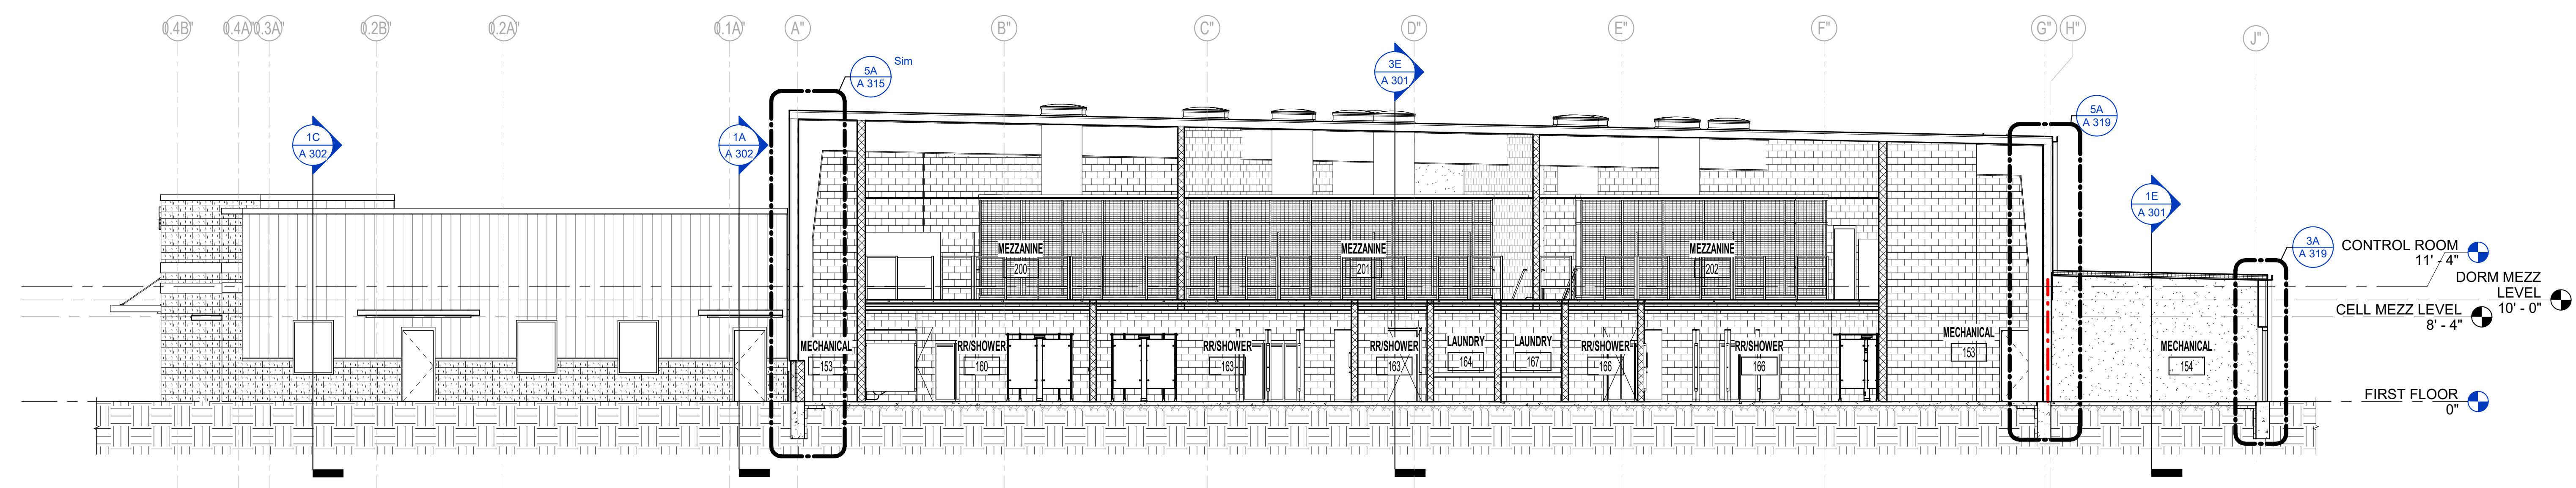 0.4B"
0.4A"
0.3A"
0.2B"
0.2A"
0.1A"
A"
B"
C"
D"
E"
F"
G"
H"
J"
5A
A 315
Sim
3E
A 301
5A
A 319
1C
A 302
1A
A 302
1E
A 301
3A
A 319
CONTROL ROOM
11' - 4"
DORM MEZZ
LEVEL
10' - 0"
CELL MEZZ LEVEL
8' - 4"
FIRST FLOOR
0"
MEZZANINE
200
MEZZANINE
201
MEZZANINE
202
MECHANICAL
153
RR/SHOWER
160
RR/SHOWER
163
RR/SHOWER
163
LAUNDRY
164
LAUNDRY
167
RR/SHOWER
166
RR/SHOWER
166
MECHANICAL
153
MECHANICAL
154